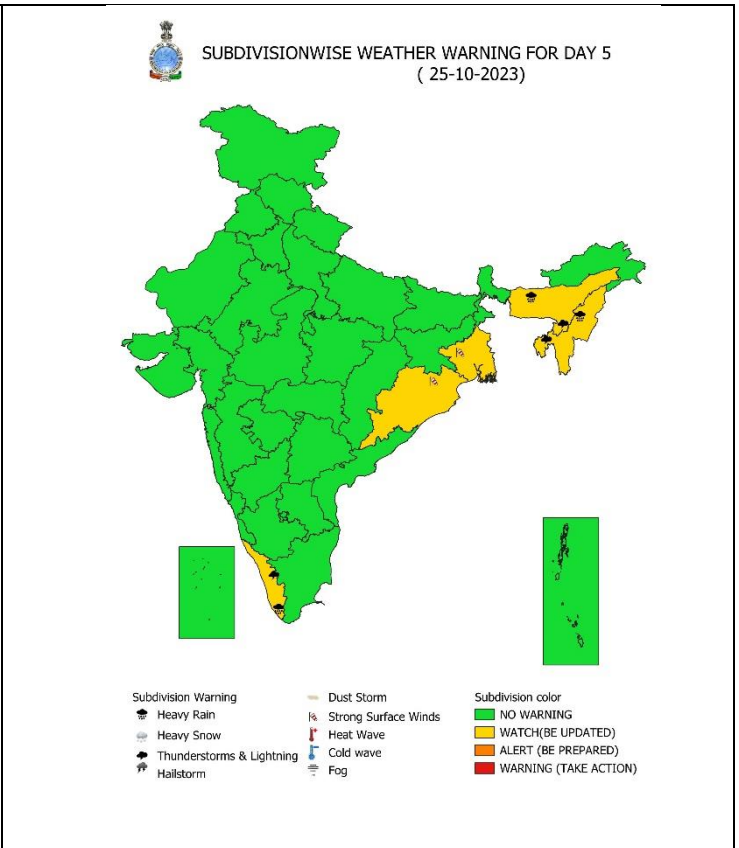 SUBDIVISIONWISE WEATHER WARNING FOR DAY 5
( 25-10-2023)
Subdivision Warning
Heavy Rain
Heavy Snow
Thunderstorms & Lightning
Hailstorm
Dust Storm
Strong Surface Winds
Heat Wave
Cold wave
Fog
Subdivision color
NO WARNING
WATCH(BE UPDATED)
ALERT (BE PREPARED)
WARNING (TAKE ACTION)